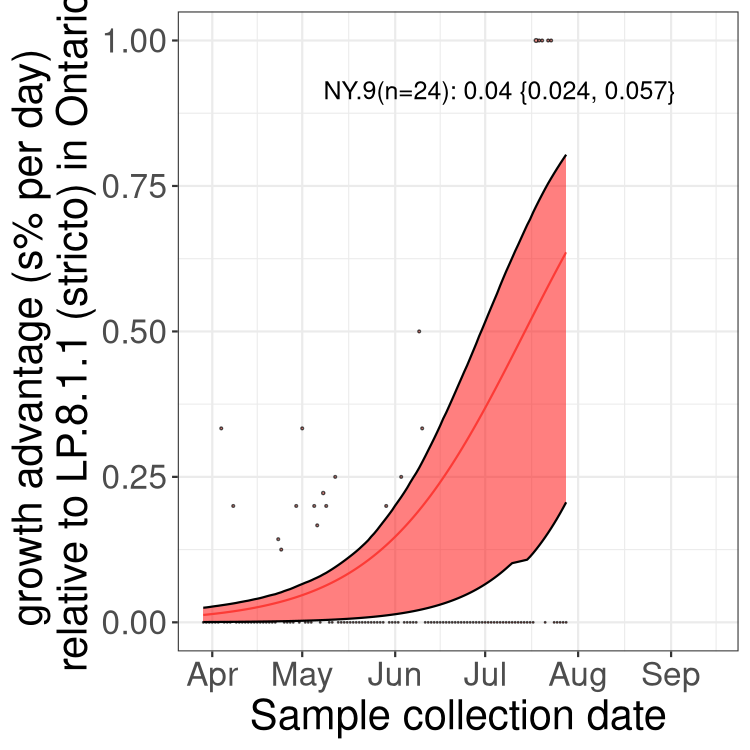 growth advantage (s% per day)
relative to LP.8.1.1 (stricto) in Ontario
1.00
0.75
0.50
0.25
0.00
NY.9(n=24): 0.04 {0.024, 0.057}
Apr May Jun Jul Aug Sep
Sample collection date